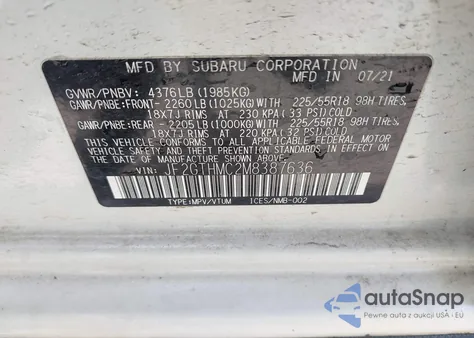 MFD BY SUBARU CORPORATION
MFD IN 07/21
GVWR/PNBV: 4376LB (1985KG)
GAWR/PNBE: FRONT- 2260LB (1025KG) WITH 225/55R18 98H TIRES,
18X7J RIMS AT 230 KPA (33 PSI) COLD
GAWR/PNBE: REAR - 2205LB (1000KG) WITH 225/55R18 98H TIRES,
18X7J RIMS AT 220 KPA (32 PSI) COLD
THIS VEHICLE CONFORMS TO ALL APPLICABLE
FEDERAL MOTOR VEHICLE SAFETY, BUMPER, AND THEFT
PREVENTION STANDARDS IN EFFECT ON THE DATE OF
MANUFACTURE SHOWN ABOVE.
VIN: JF2GTHMC2M8387636
TYPE:MPV/VTUM ICES/NMB-002
autaSnap
Pewne auta z USA i EU